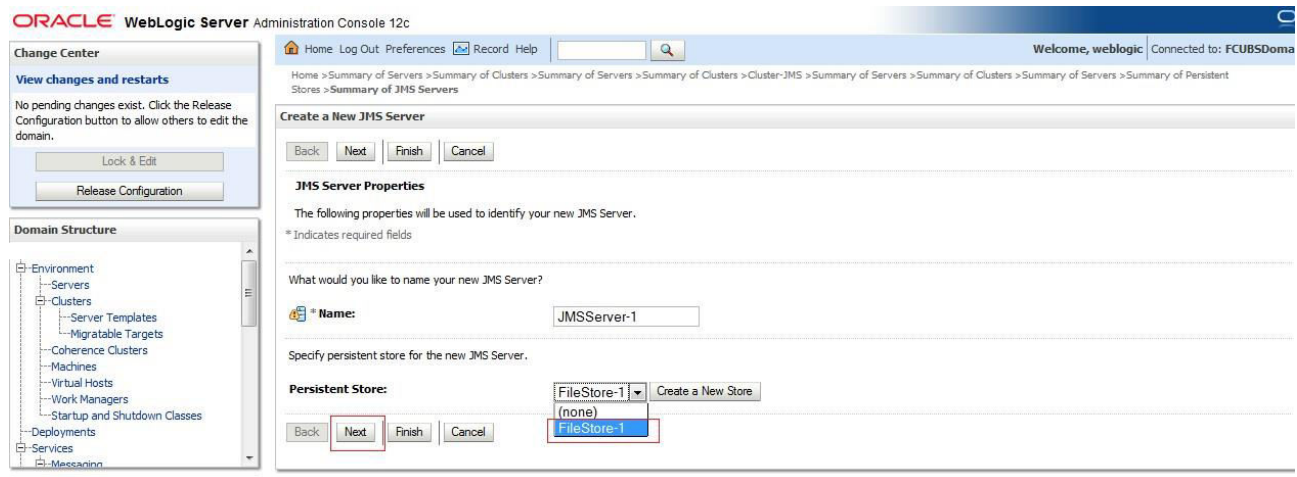 ORACLE WebLogic Server Administration Console 12c
Change Center
View changes and restarts
No pending changes exist. Click the Release
Configuration button to allow others to edit the
domain.
Lock & Edit
Release Configuration
Domain Structure
Environment
Servers
Clusters
Server Templates
Migratable Targets
Coherence Clusters
Machines
Virtual Hosts
Work Managers
Startup and Shutdown Classes
Deployments
Services
Messaging
Home Log Out Preferences Record Help
Welcome, weblogic Connected to: FCUBSDoma
Home >Summary of Servers >Summary of Clusters >Summary of Servers >Summary of Clusters >Cluster-JMS >Summary of Servers >Summary of Clusters >Summary of Servers >Summary of Persistent
Stores >Summary of JMS Servers
Create a New JMS Server
Back Next Finish Cancel
JMS Server Properties
The following properties will be used to identify your new JMS Server.
* Indicates required fields
What would you like to name your new JMS Server?
* Name: JMSServer-1
Specify persistent store for the new JMS Server.
Persistent Store: FileStore-1 Create a New Store
(none)
FileStore-1
Back Next Finish Cancel